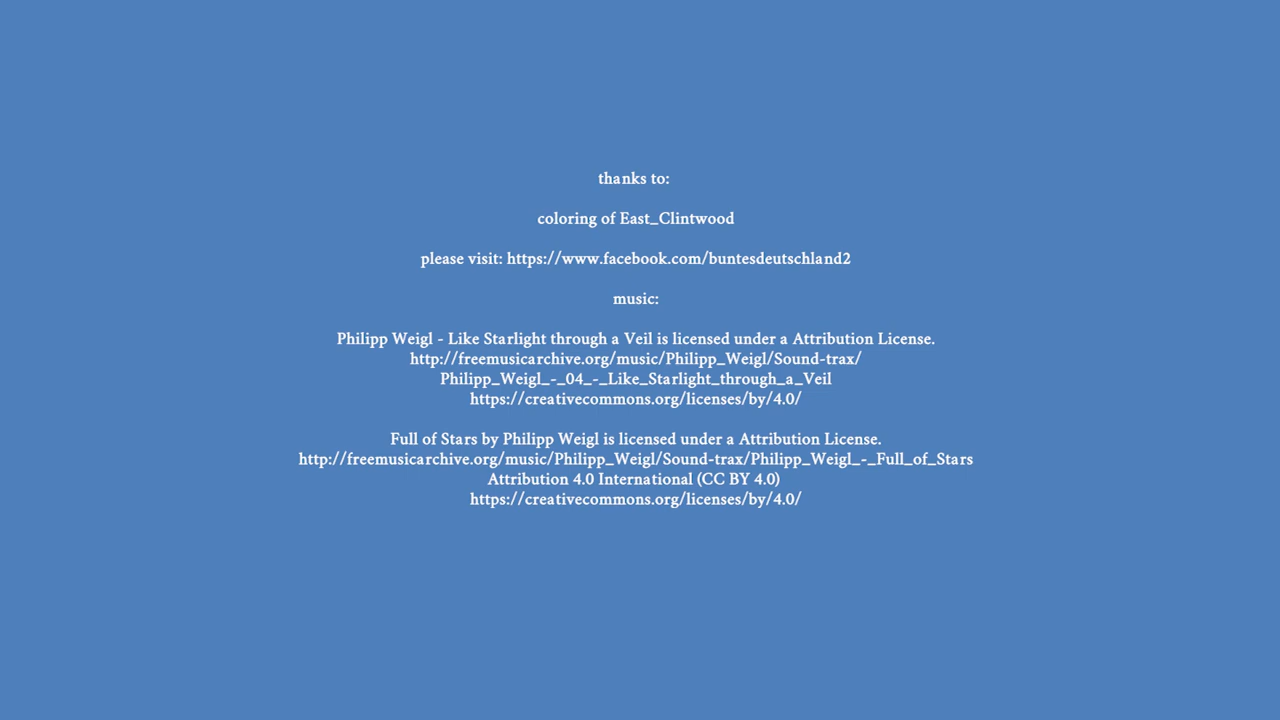 thanks to:
coloring of East_Clintwood
please visit: https://www.facebook.com/buntesdeutschland2
music:
Philipp Weigl - Like Starlight through a Veil is licensed under a Attribution License.
http://freemusicarchive.org/music/Philipp_Weigl/Sound-trax/
Philipp_Weigl_-_04_-_Like_Starlight_through_a_Veil
https://creativecommons.org/licenses/by/4.0/
Full of Stars by Philipp Weigl is licensed under a Attribution License.
http://freemusicarchive.org/music/Philipp_Weigl/Sound-trax/Philipp_Weigl_-_Full_of_Stars
Attribution 4.0 International (CC BY 4.0)
https://creativecommons.org/licenses/by/4.0/